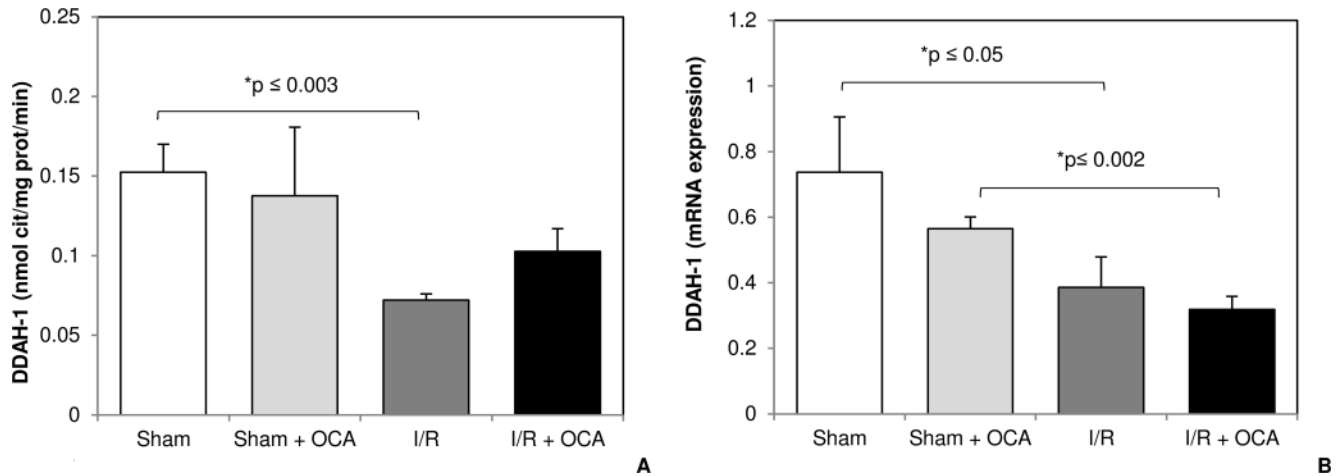 DDAH-1 (nmol cit/mg prot/min)
0.25
0.2
0.15
0.1
0.05
0
*p ≤ 0.003
Sham
Sham + OCA
I/R
I/R + OCA
A
DDAH-1 (mRNA expression)
1.2
1
0.8
0.6
0.4
0.2
0
*p ≤ 0.05
*p≤ 0.002
Sham
Sham + OCA
I/R
I/R + OCA
B